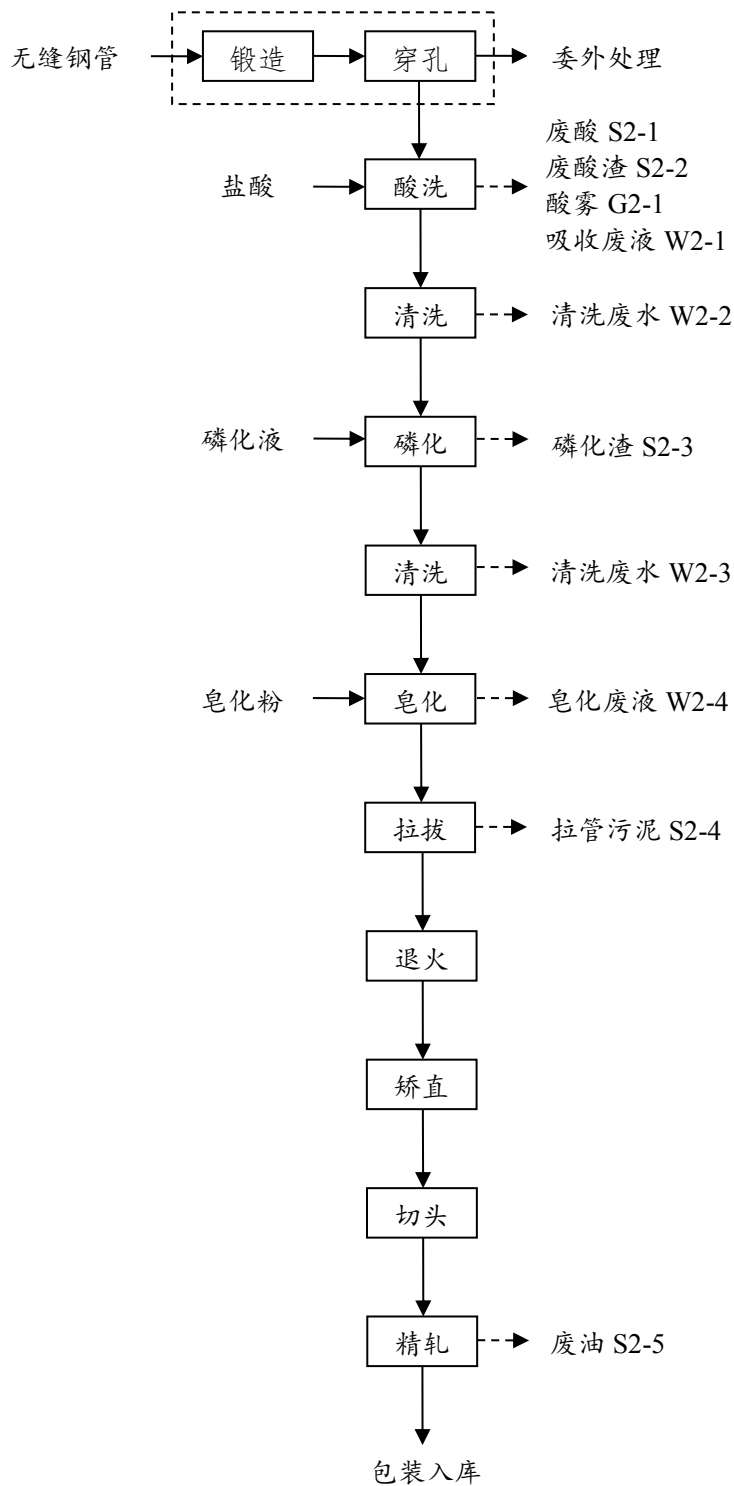 无缝钢管
锻造
穿孔
委外处理
废酸 S2-1
废酸渣 S2-2
酸雾 G2-1
吸收废液 W2-1
盐酸
酸洗
清洗
清洗废水 W2-2
磷化液
磷化
磷化渣 S2-3
清洗
清洗废水 W2-3
皂化粉
皂化
皂化废液 W2-4
拉拔
拉管污泥 S2-4
退火
矫直
切头
精轧
废油 S2-5
包装入库